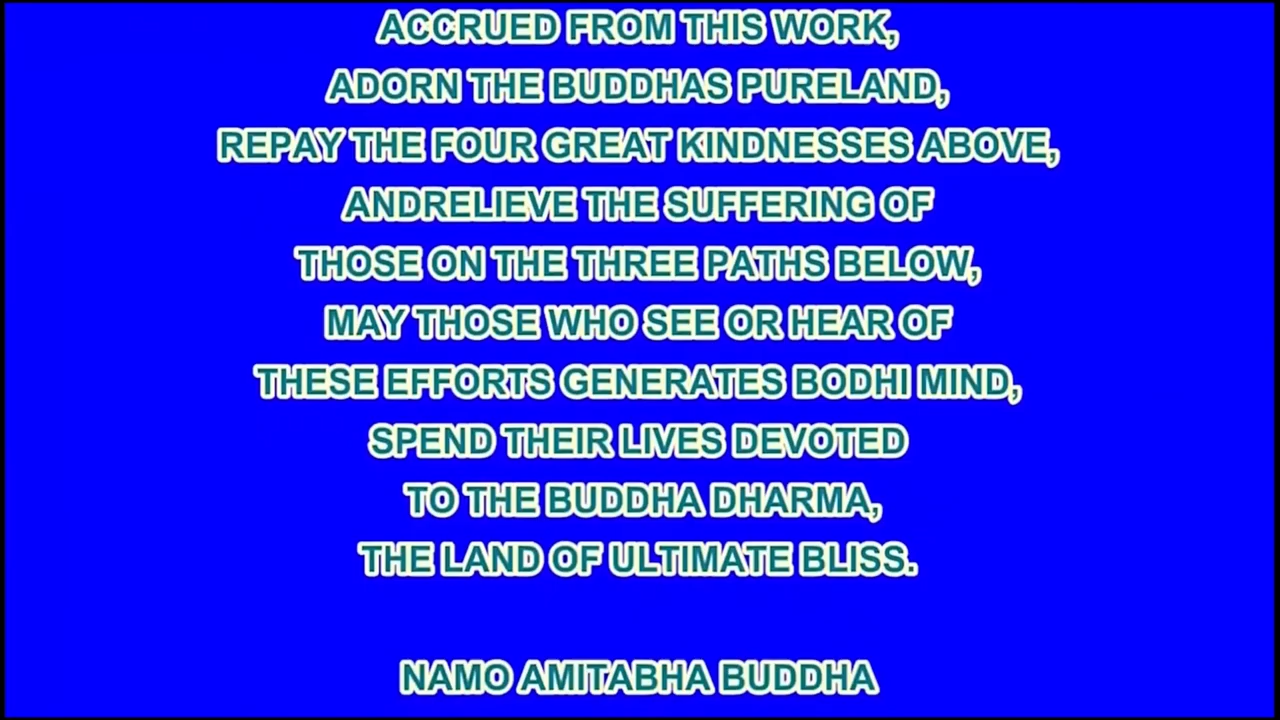 ACCRUED FROM THIS WORK,
ADORN THE BUDDHAS PURELAND,
REPAY THE FOUR GREAT KINDNESSES ABOVE,
ANDRELIEVE THE SUFFERING OF
THOSE ON THE THREE PATHS BELOW,
MAY THOSE WHO SEE OR HEAR OF
THESE EFFORTS GENERATES BODHI MIND,
SPEND THEIR LIVES DEVOTED
TO THE BUDDHA DHARMA,
THE LAND OF ULTIMATE BLISS.
NAMO AMITABHA BUDDHA